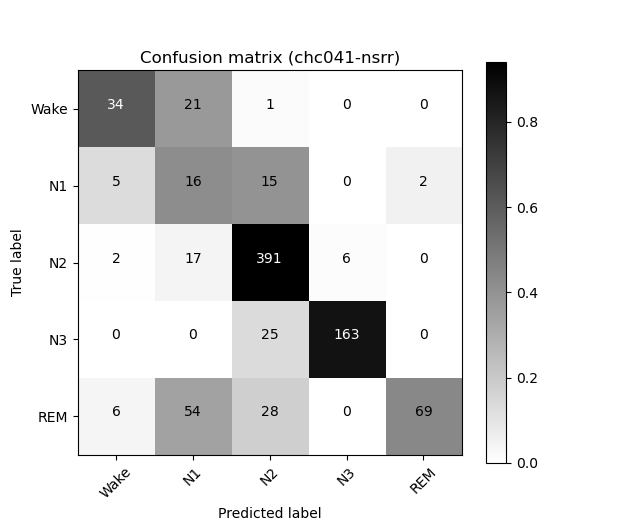 Confusion matrix (chc041-nsrr)
True label
Wake 34 21 1 0 0
N1 5 16 15 0 2
N2 2 17 391 6 0
N3 0 0 25 163 0
REM 6 54 28 0 69
Wake N1 N2 N3 REM
Predicted label
0.8
0.6
0.4
0.2
0.0